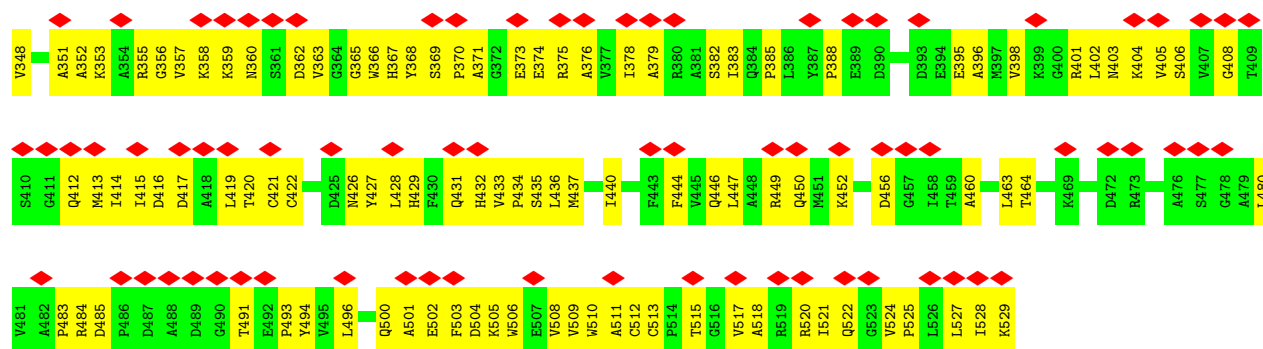 V348 A351 A352 K353 A354 R355 G356 V357 K358 K359 N360 S361 D362 V363 G364 G365 W366 H367 Y368 S369 P370 A371 G372 E373 E374 R375 A376 V377 I378 A379 R380 A381 S382 I383 Q384 P385 L386 Y387 P388 E389 D390 D393 E394 E395 A396 M397 V398 K399 G400 R401 L402 N403 K404 V405 S406 V407 G408 T409
S410 G411 Q412 M413 I414 I415 D416 D417 A418 L419 T420 C421 C422 D425 N426 Y427 L428 H429 F430 Q431 H432 V433 P434 S435 L436 M437 I440 F443 F444 V445 Q446 L447 A448 R449 Q450 M451 K452 D456 G457 I458 T459 A460 L463 T464 K469 D472 R473 A476 S477 G478 A479 L480
V481 A482 P483 R484 D485 P486 D487 A488 D489 G490 T491 E492 P493 Y494 V495 L496 Q500 A501 E502 F503 D504 K505 W506 E507 V508 V509 W510 A511 C512 C513 P514 T515 G516 V517 A518 R519 R520 I521 Q522 G523 V524 P525 L526 L527 I528 K529